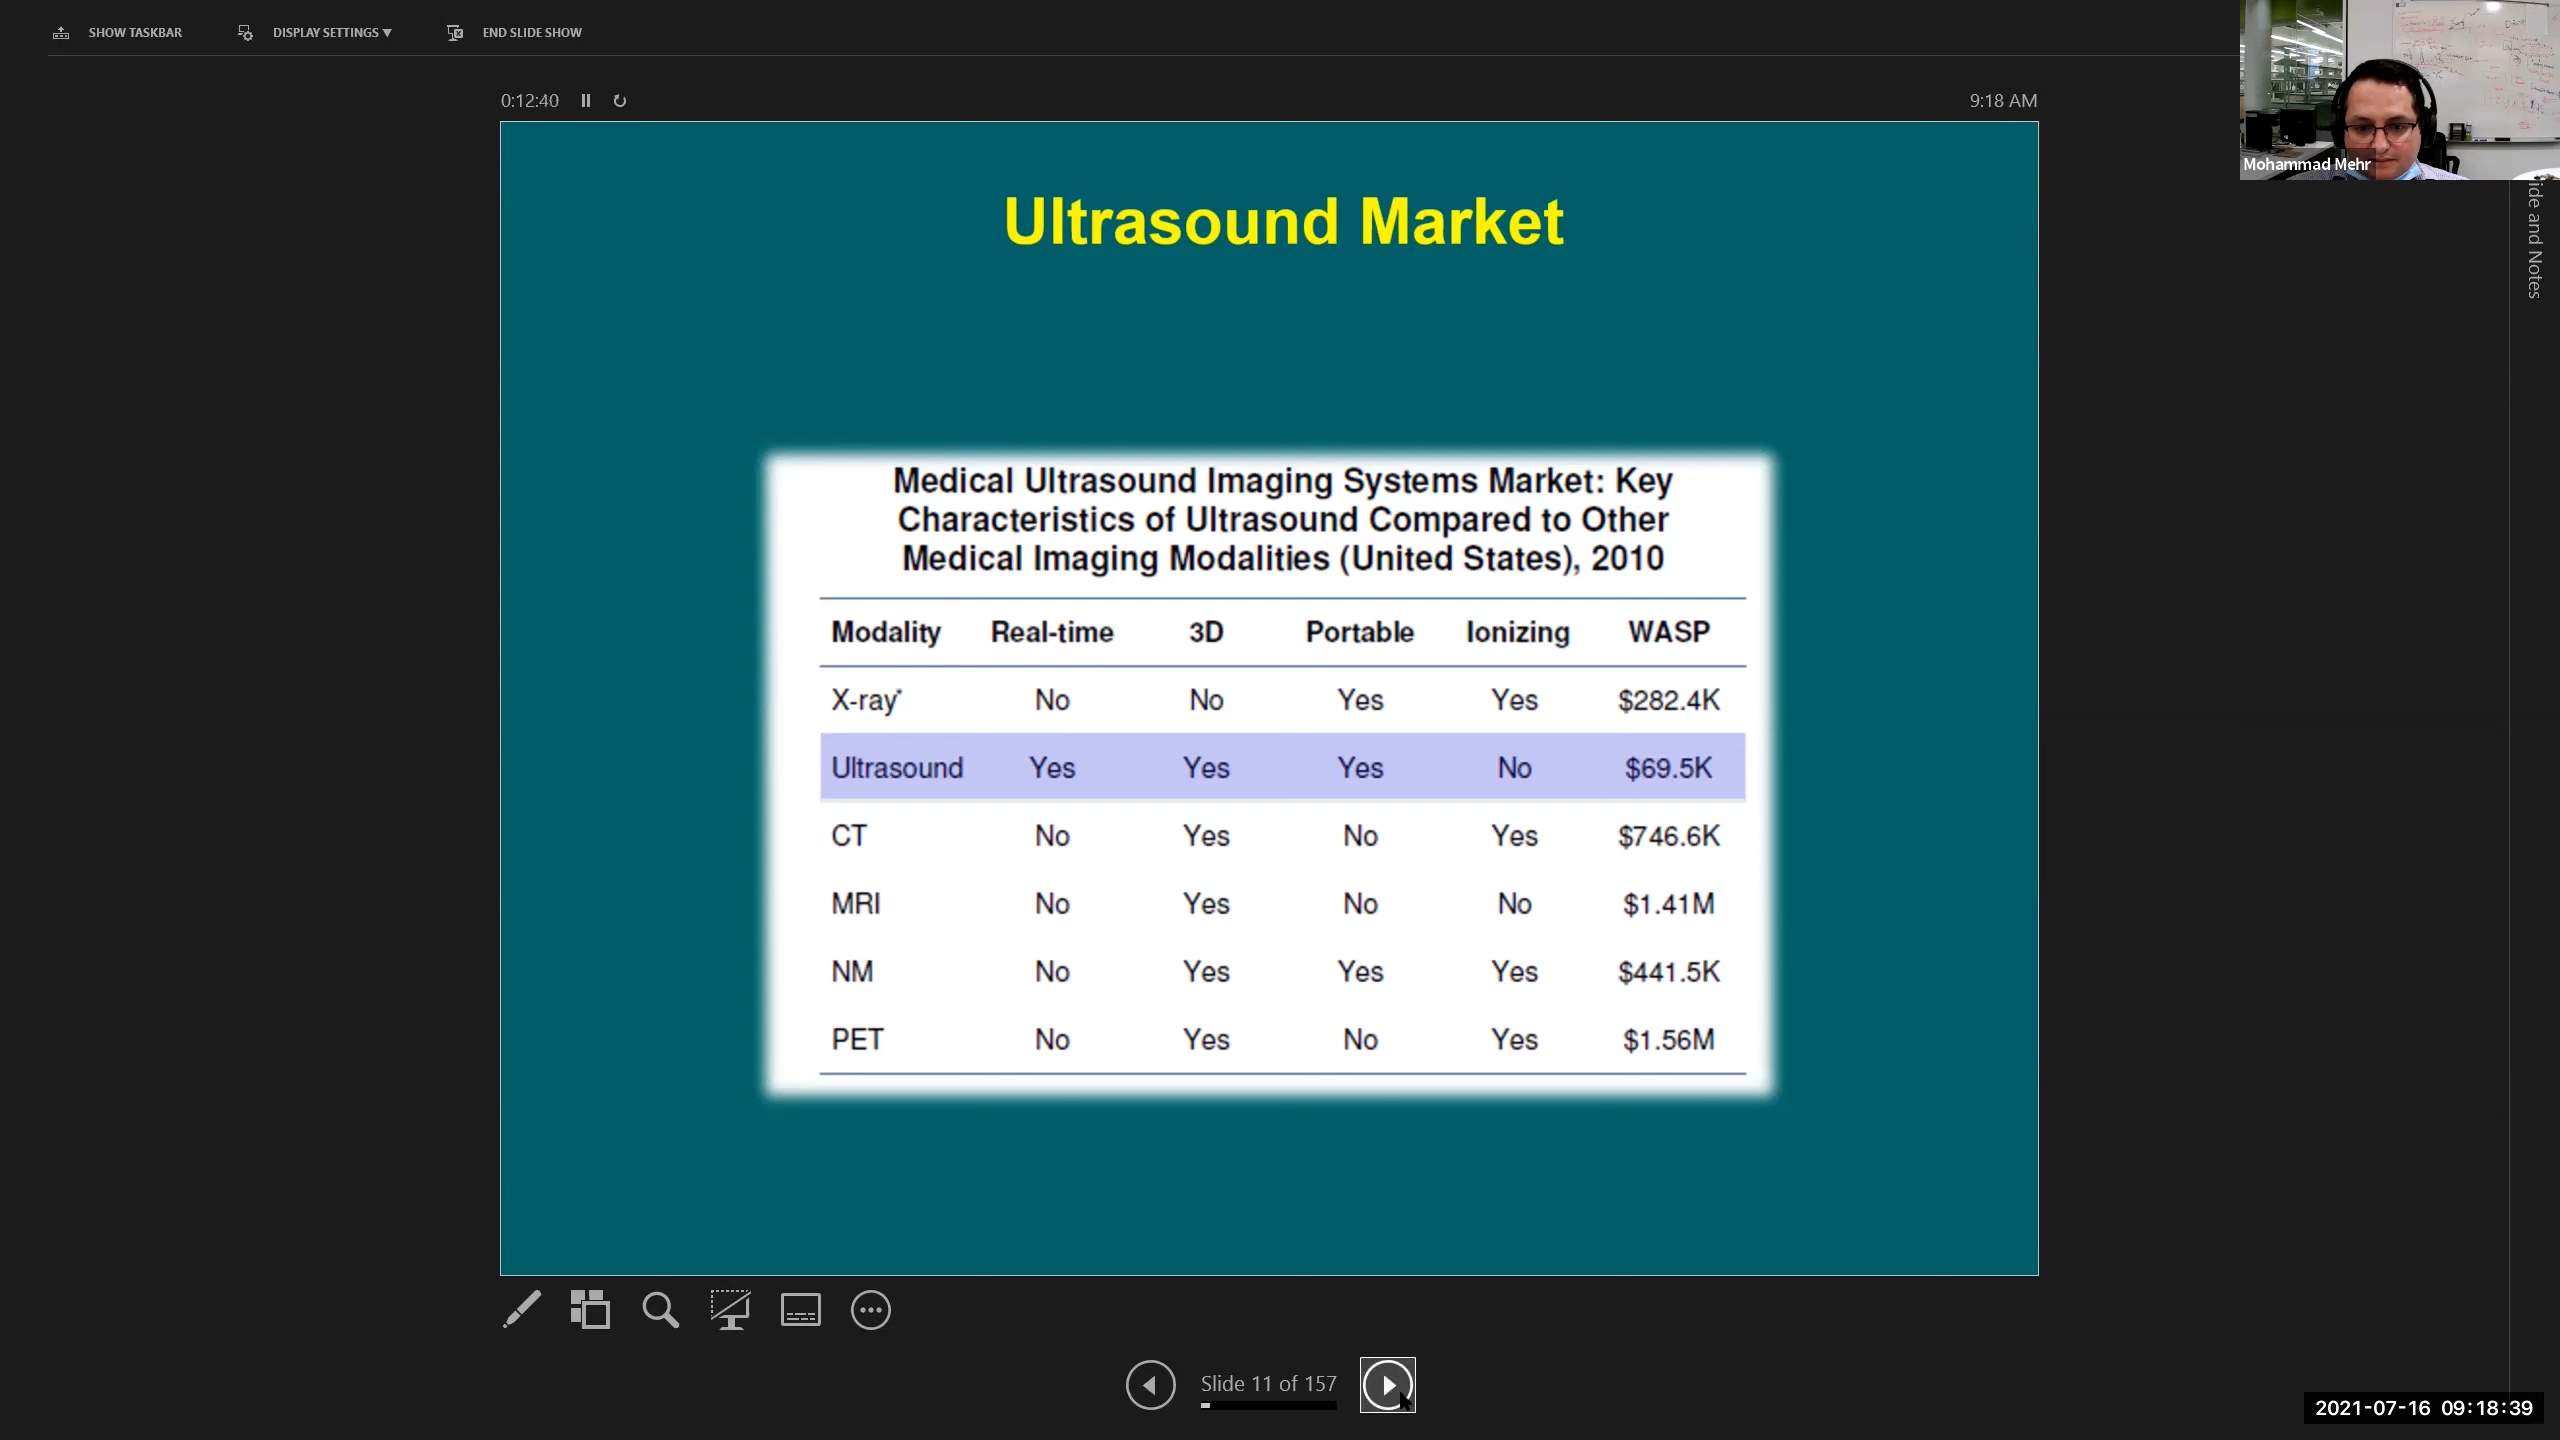 SHOW TASKBAR DISPLAY SETTINGS ▼ END SLIDE SHOW
0:12:40 9:18 AM
Mohammad Mehr
ide and Notes
Ultrasound Market
Medical Ultrasound Imaging Systems Market: Key
Characteristics of Ultrasound Compared to Other
Medical Imaging Modalities (United States), 2010
Modality Real-time 3D Portable Ionizing WASP
X-ray* No No Yes Yes $282.4K
Ultrasound Yes Yes Yes No $69.5K
CT No Yes No Yes $746.6K
MRI No Yes No No $1.41M
NM No Yes Yes Yes $441.5K
PET No Yes No Yes $1.56M
Slide 11 of 157
2021-07-16 09:18:39